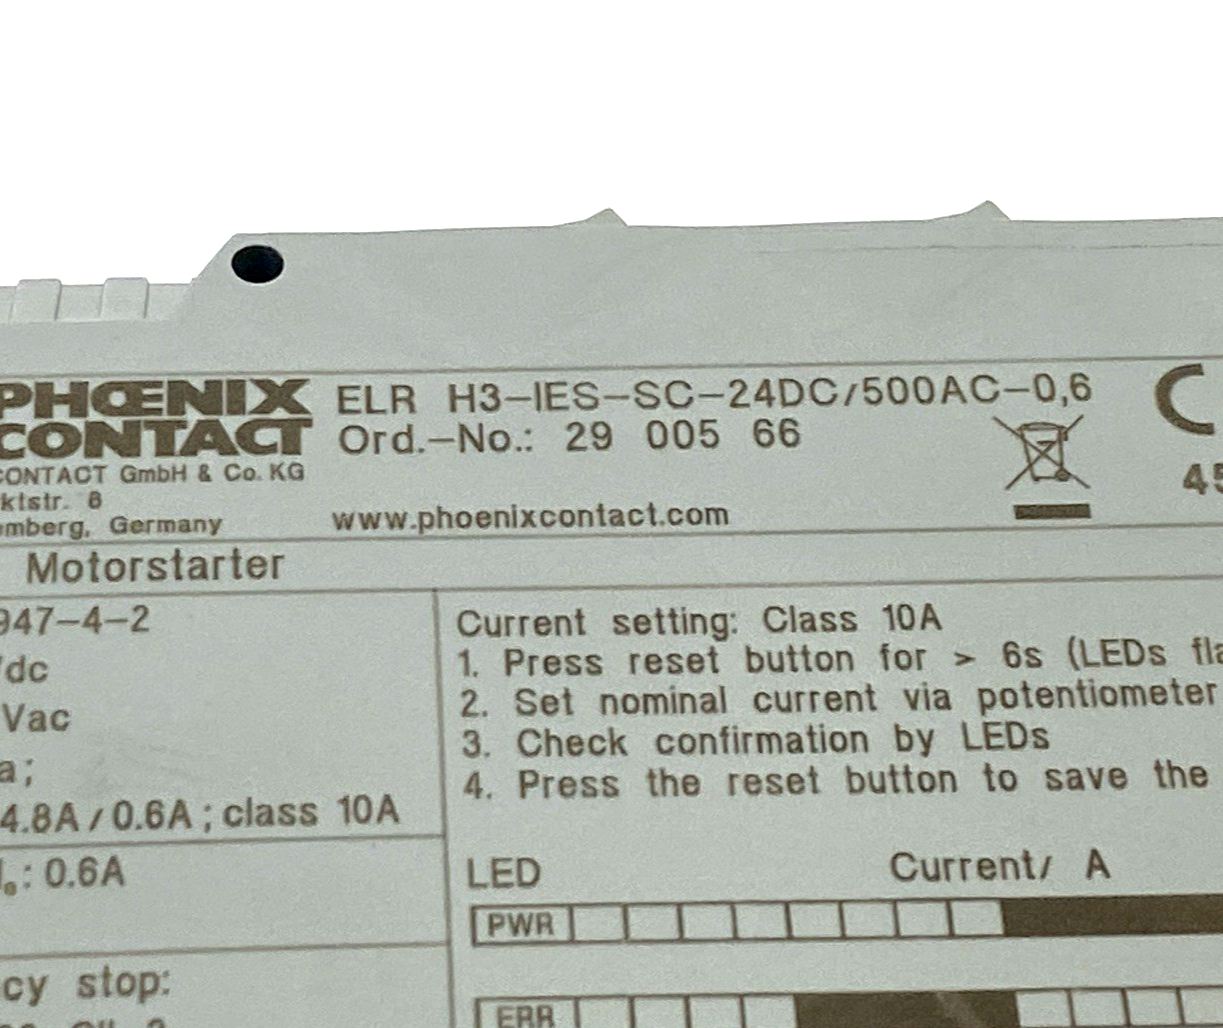 PHŒNIX
CONTACT
CONTACT GmbH & Co. KG
ktstr. 8
mberg, Germany
ELR H3-IES-SC-24DC/500AC-0,6
Ord.-No.: 29 005 66
www.phoenixcontact.com
C
45
Motorstarter
947-4-2
/dc
Vac
a;
4.8A / 0.6A ; class 10A
: 0.6A
cy stop:
Current setting: Class 10A
1. Press reset button for > 6s (LEDs fla
2. Set nominal current via potentiometer
3. Check confirmation by LEDs
4. Press the reset button to save the
LED Current/ A
PWR
ERR